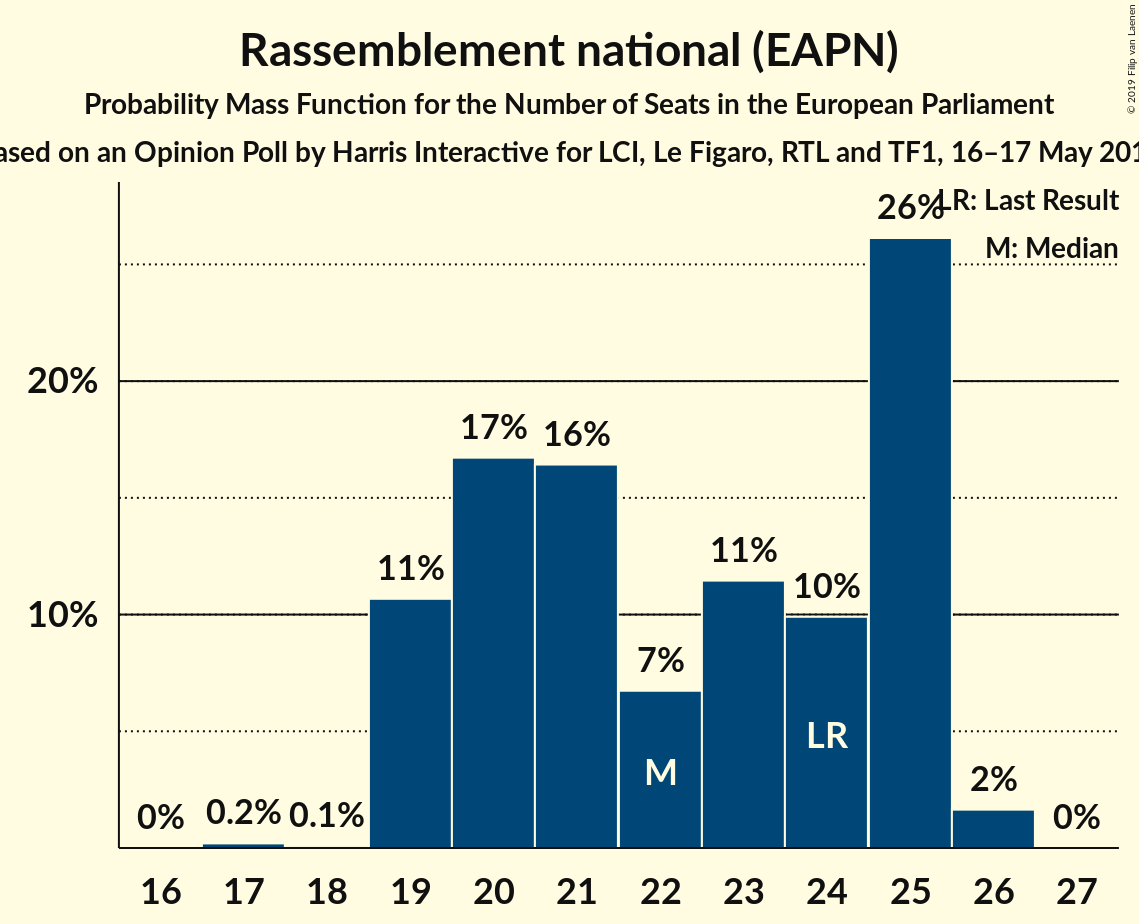 Rassemblement national (EAPN)
Probability Mass Function for the Number of Seats in the European Parliament
ased on an Opinion Poll by Harris Interactive for LCI, Le Figaro, RTL and TF1, 16–17 May 201
© 2019 Filip van Laenen
LR: Last Result
M: Median
26%
20%
17%
16%
11%
11%
10%
10%
7%
LR
M
2%
0%
0.2%
0.1%
0%
16 17 18 19 20 21 22 23 24 25 26 27